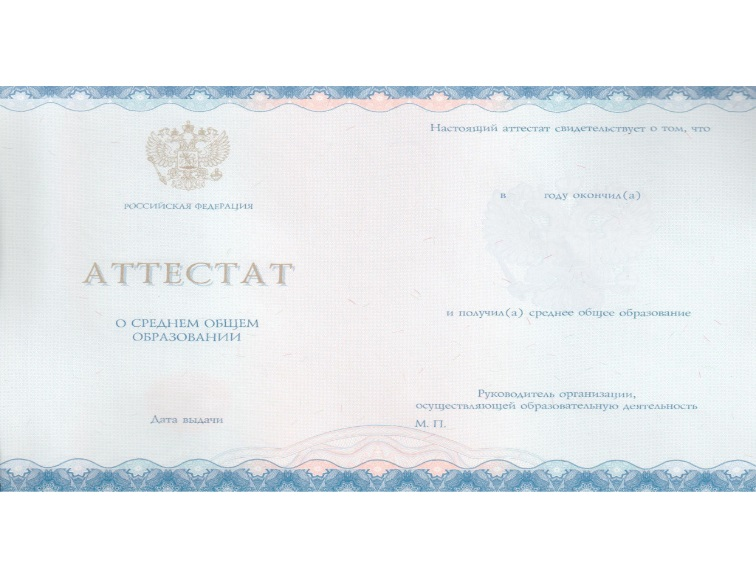 РОССИЙСКАЯ ФЕДЕРАЦИЯ
АТТЕСТАТ
О СРЕДНЕМ ОБЩЕМ
ОБРАЗОВАНИИ
Дата выдачи
Настоящий аттестат свидетельствует о том, что
в году окончил(а)
и получил(а) среднее общее образование
Руководитель организации,
осуществляющей образовательную деятельность
М. П.